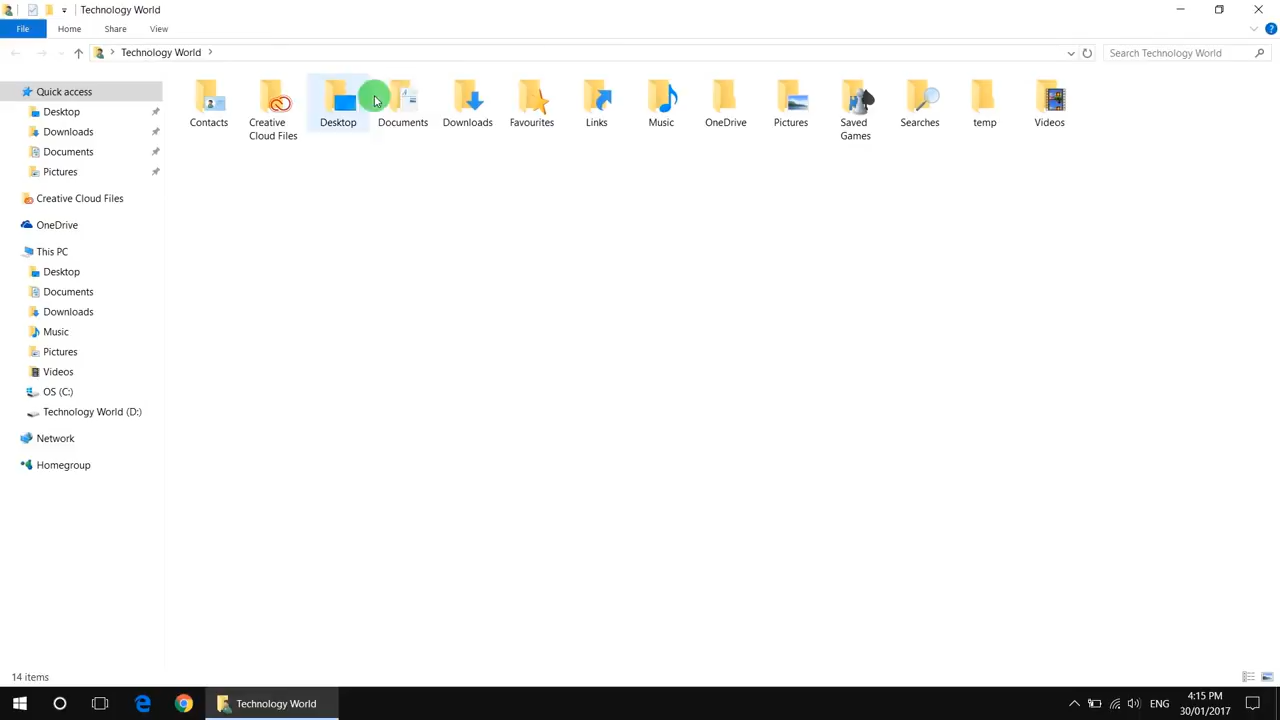 Technology World
File Home Share View
Technology World
Search Technology World
Quick access
Desktop
Downloads
Documents
Pictures
Creative Cloud Files
OneDrive
This PC
Desktop
Documents
Downloads
Music
Pictures
Videos
OS (C:)
Technology World (D:)
Network
Homegroup
Contacts
Creative
Cloud Files
Desktop
Documents
Downloads
Favourites
Links
Music
OneDrive
Pictures
Saved
Games
Searches
temp
Videos
14 items
Technology World
ENG
4:15 PM
30/01/2017